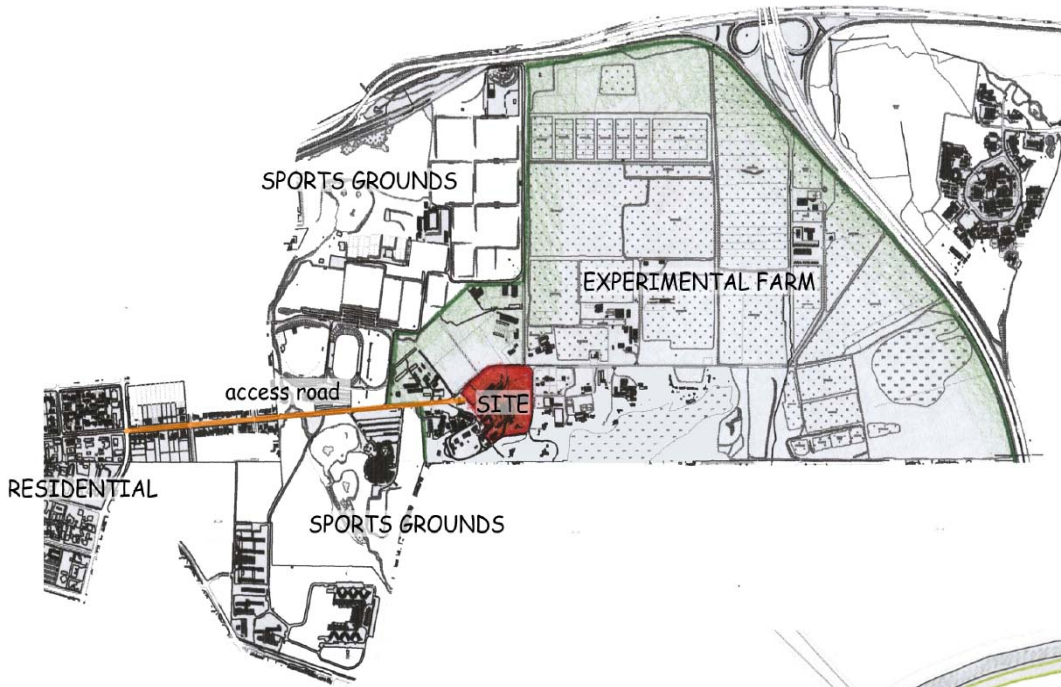 SPORTS GROUNDS
EXPERIMENTAL FARM
access road
SITE
RESIDENTIAL
SPORTS GROUNDS